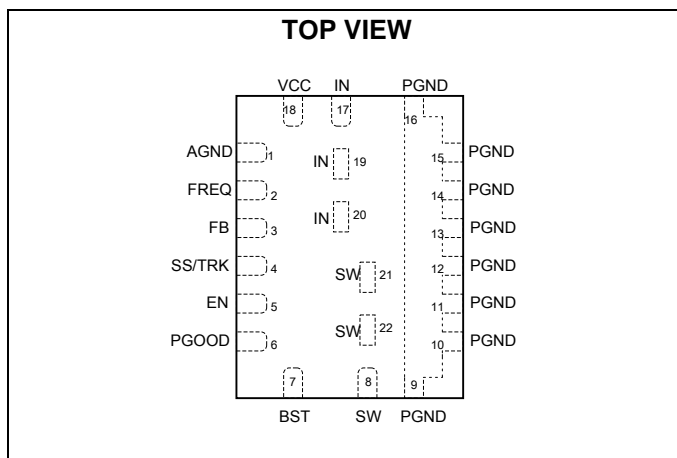 TOP VIEW
VCC IN PGND
18 17 16
AGND 1 IN 19 15 PGND
FREQ 2 IN 20 14 PGND
FB 3 13 PGND
SS/TRK 4 SW 21 12 PGND
EN 5 11 PGND
PGOOD 6 SW 22 10 PGND
7 8 9
BST SW PGND